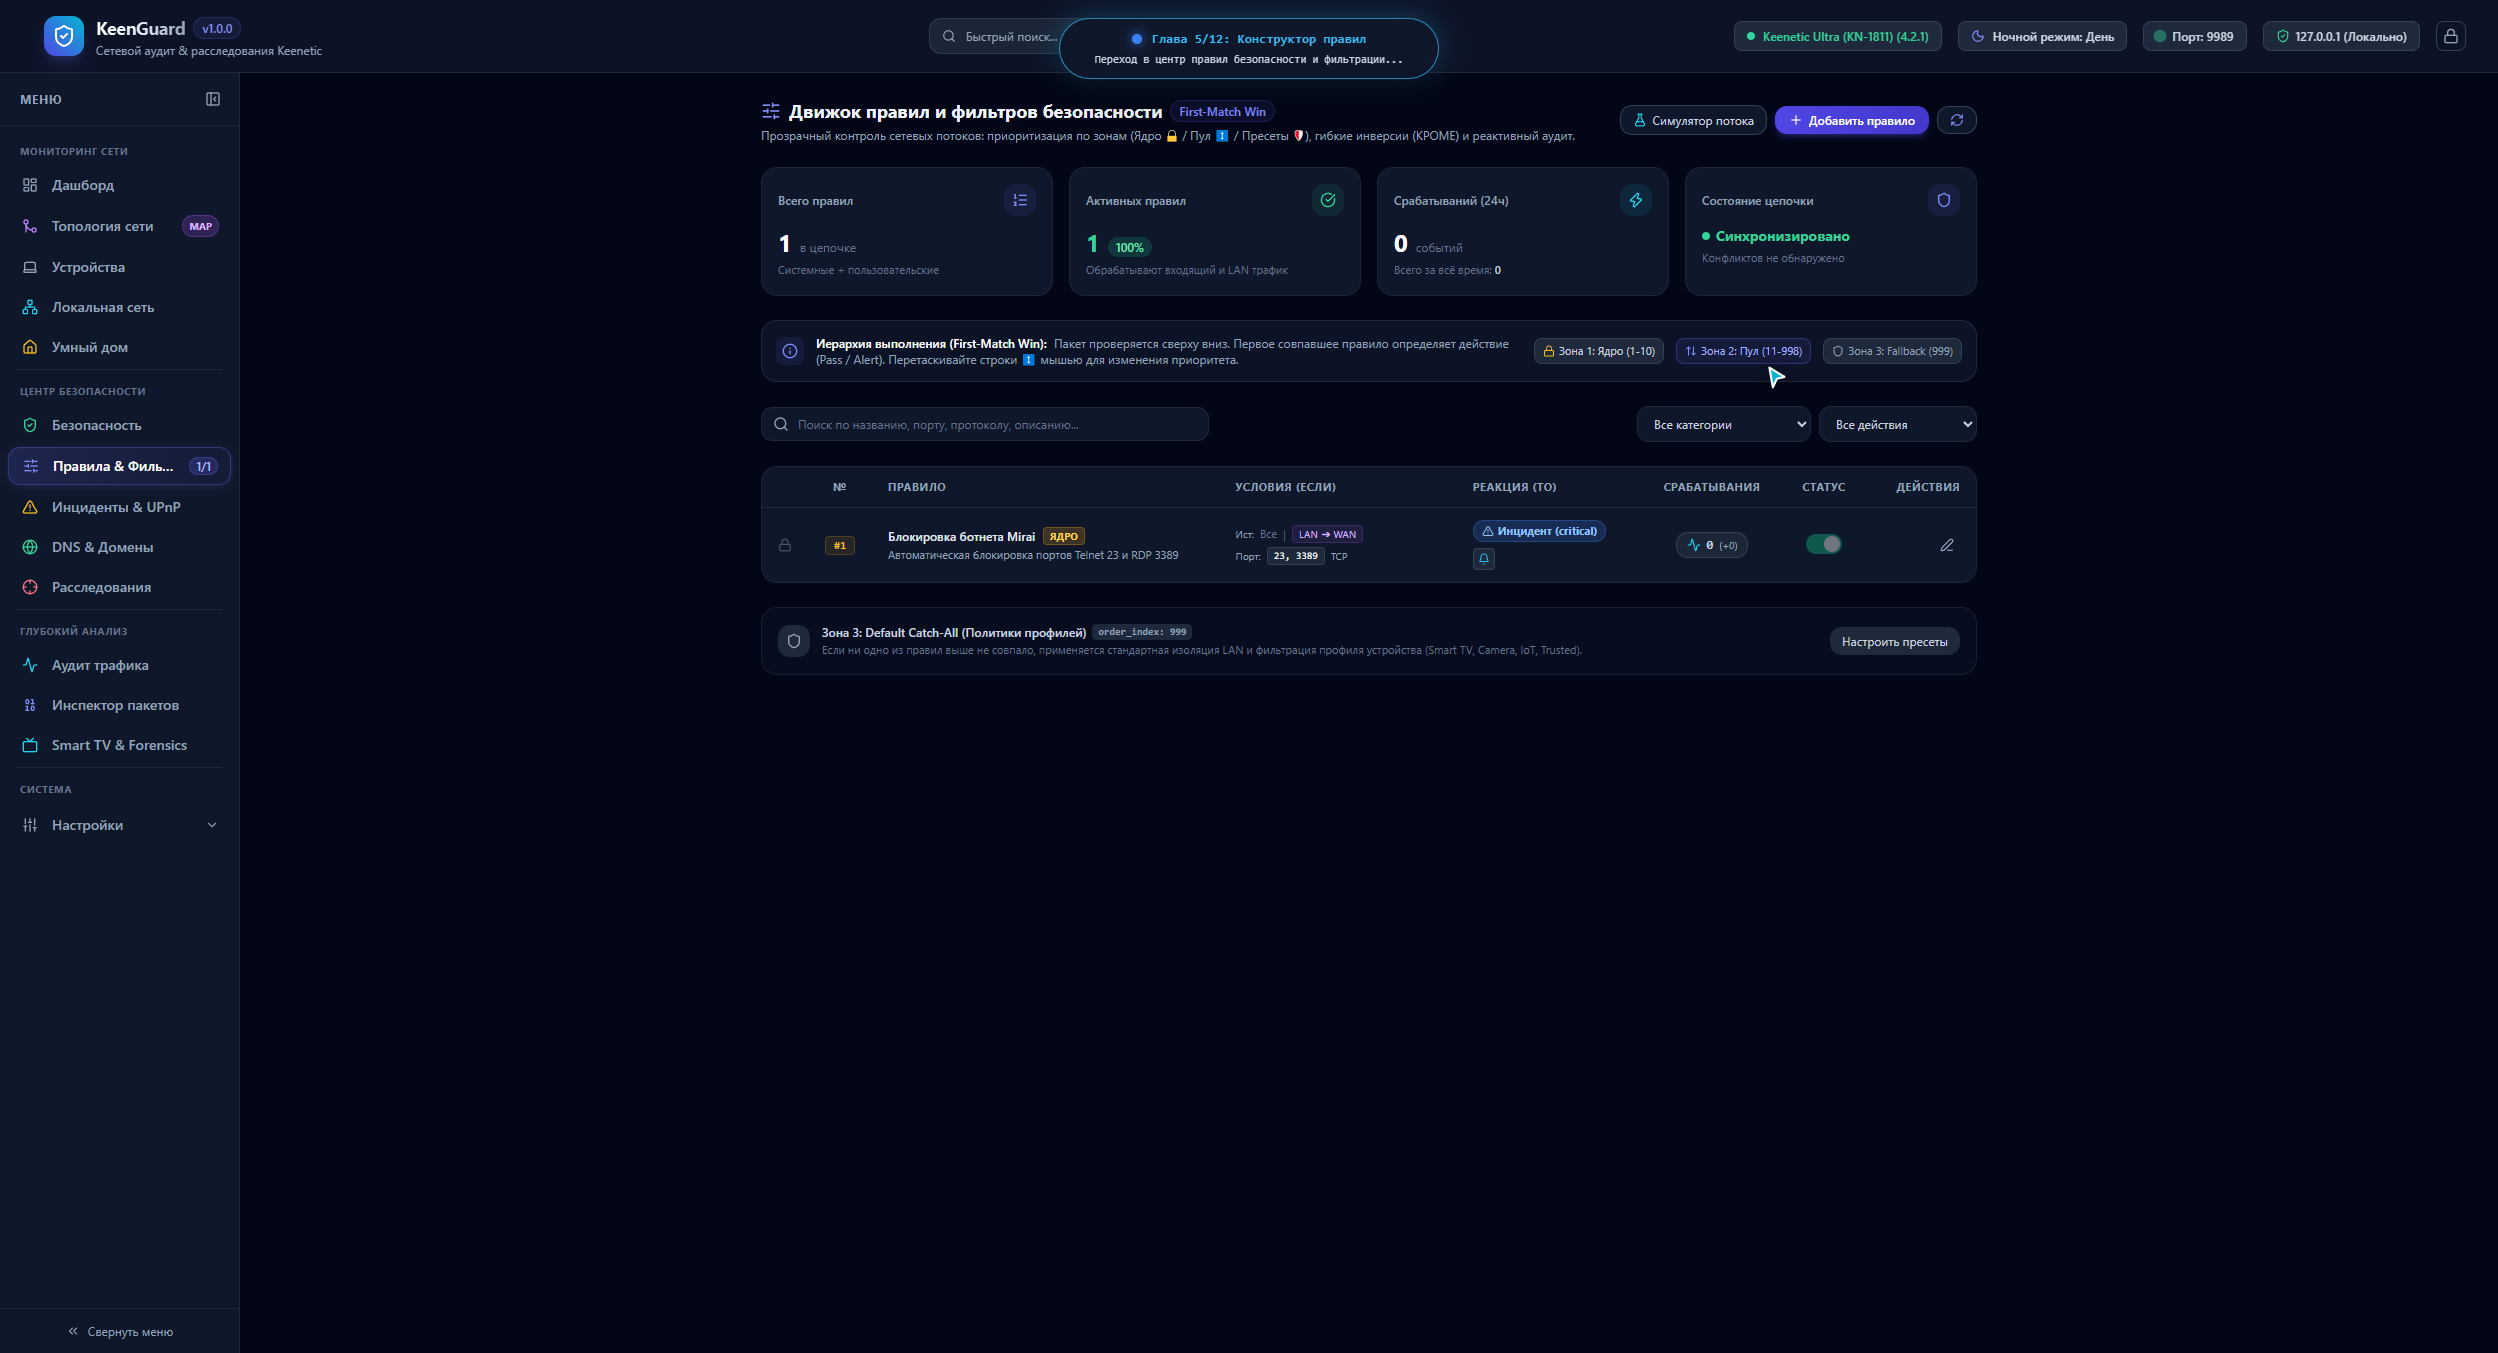 KeenGuard v1.0.0
Сетевой аудит & расследования Keenetic
Быстрый поиск...
Глава 5/12: Конструктор правил
Переход в центр правил безопасности и фильтрации...
Keenetic Ultra (KN-1811) (4.2.1)
Ночной режим: День
Порт: 9989
127.0.0.1 (Локально)
МЕНЮ
МОНИТОРИНГ СЕТИ
Дашборд
Топология сети MAP
Устройства
Локальная сеть
Умный дом
ЦЕНТР БЕЗОПАСНОСТИ
Безопасность
Правила & Филь... 1/1
Инциденты & UPnP
DNS & Домены
Расследования
ГЛУБОКИЙ АНАЛИЗ
Аудит трафика
Инспектор пакетов
Smart TV & Forensics
СИСТЕМА
Настройки
Свернуть меню
Движок правил и фильтров безопасности First-Match Win
Прозрачный контроль сетевых потоков: приоритизация по зонам (Ядро 🔒 / Пул ↕️ / Пресеты 🛡️), гибкие инверсии (КРОМЕ) и реактивный аудит.
Симулятор потока
Добавить правило
Всего правил
1 в цепочке
Системные + пользовательские
Активных правил
1 100%
Обрабатывают входящий и LAN трафик
Срабатываний (24ч)
0 событий
Всего за всё время: 0
Состояние цепочки
Синхронизировано
Конфликтов не обнаружено
Иерархия выполнения (First-Match Win): Пакет проверяется сверху вниз. Первое совпавшее правило определяет действие
(Pass / Alert). Перетаскивайте строки ↕️ мышью для изменения приоритета.
Зона 1: Ядро (1-10)
Зона 2: Пул (11-998)
Зона 3: Fallback (999)
Поиск по названию, порту, протоколу, описанию...
Все категории
Все действия
№ ПРАВИЛО УСЛОВИЯ (ЕСЛИ) РЕАКЦИЯ (ТО) СРАБАТЫВАНИЯ СТАТУС ДЕЙСТВИЯ
#1
Блокировка ботнета Mirai ЯДРО
Автоматическая блокировка портов Telnet 23 и RDP 3389
Ист: Все | LAN ➔ WAN
Порт: 23, 3389 TCP
Инцидент (critical)
0 (+0)
Зона 3: Default Catch-All (Политики профилей) order_index: 999
Если ни одно из правил выше не совпало, применяется стандартная изоляция LAN и фильтрация профиля устройства (Smart TV, Camera, IoT, Trusted).
Настроить пресеты